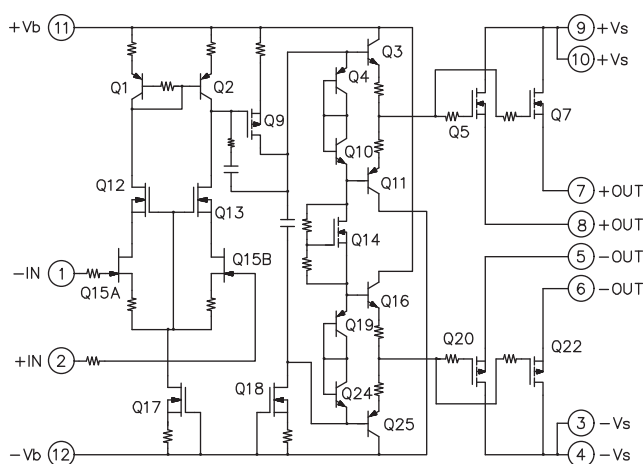 +Vb 11
9 +Vs
10 +Vs
Q1
Q2
Q3
Q4
Q9
Q5
Q7
Q10
Q11
Q12
Q13
7 +OUT
8 +OUT
Q14
5 −OUT
6 −OUT
−IN 1
Q15A
Q15B
Q16
Q19
Q20
Q22
+IN 2
Q17
Q18
Q24
Q25
3 −Vs
4 −Vs
−Vb 12